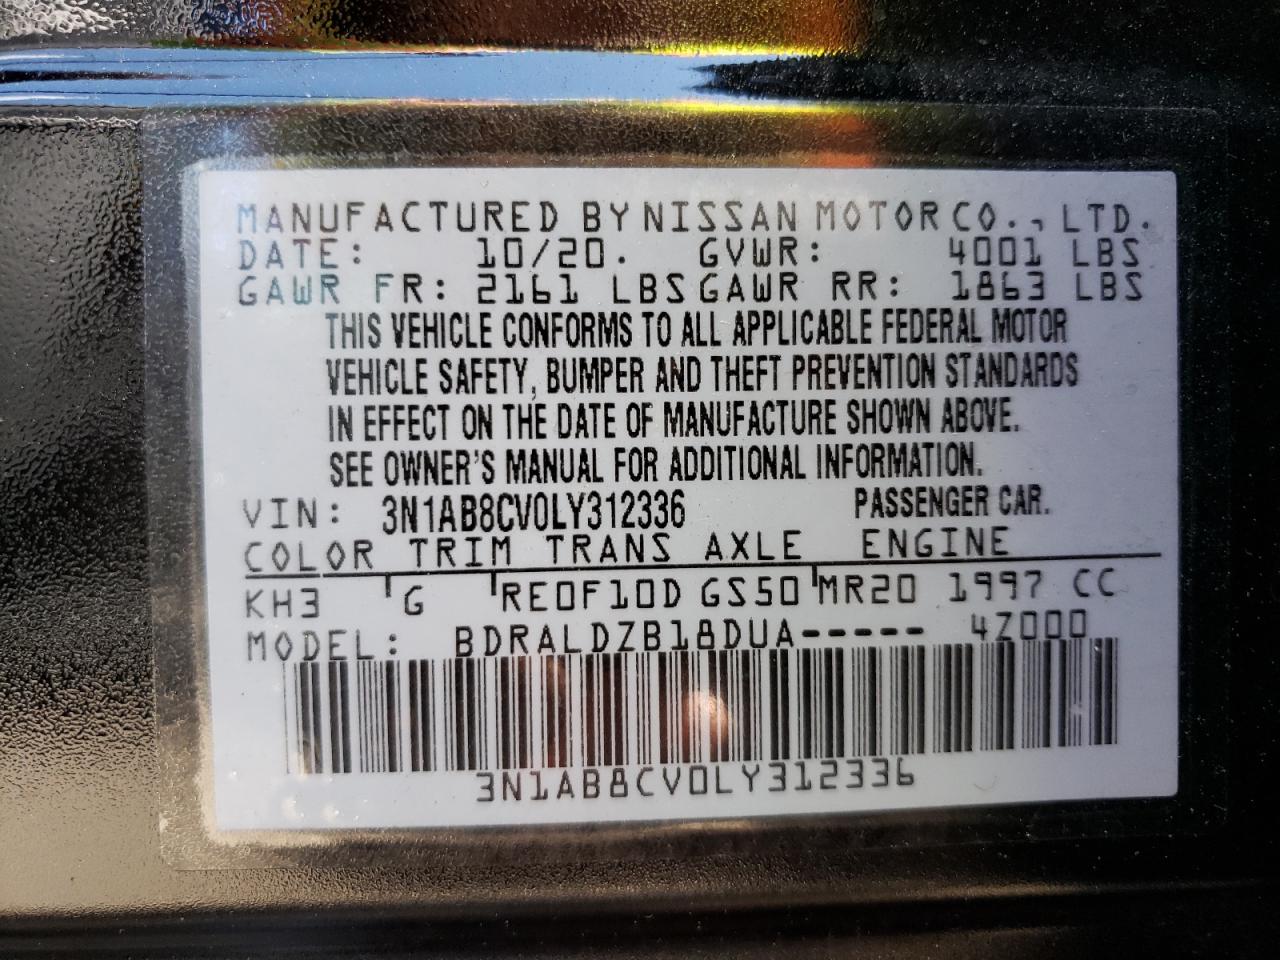 MANUFACTURED BY NISSAN MOTOR CO., LTD.
DATE: 10/20. GVWR: 4001 LBS
GAWR FR: 2161 LBS GAWR RR: 1863 LBS
THIS VEHICLE CONFORMS TO ALL APPLICABLE FEDERAL MOTOR
VEHICLE SAFETY, BUMPER AND THEFT PREVENTION STANDARDS
IN EFFECT ON THE DATE OF MANUFACTURE SHOWN ABOVE.
SEE OWNER'S MANUAL FOR ADDITIONAL INFORMATION.
VIN: 3N1AB8CV0LY312336 PASSENGER CAR.
COLOR TRIM TRANS AXLE ENGINE
KH3 G RE0F10D GS50 MR20 1997 CC
MODEL: BDRALDZB18DUA----- 4Z000
3N1AB8CV0LY312336